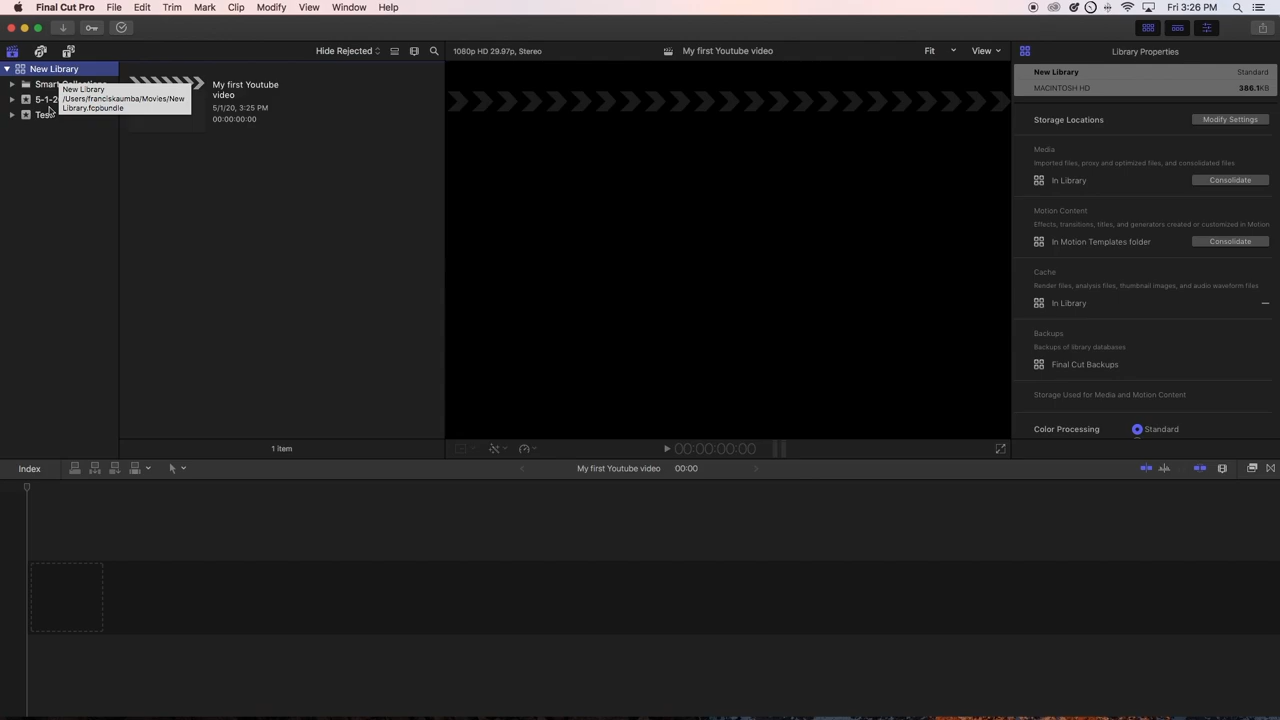 Final Cut Pro File Edit Trim Mark Clip Modify View Window Help Fri 3:26 PM
Hide Rejected 1080p HD 29.97p, Stereo My first Youtube video Fit View Library Properties
New Library
Smart Collections
5-1-2
Tes
New Library
/Users/franciskaumba/Movies/New
Library.fcpbundle
My first Youtube
video
5/1/20, 3:25 PM
00:00:00:00
1 item
00:00:00:00
New Library Standard
MACINTOSH HD 386.1KB
Storage Locations Modify Settings
Media
Imported files, proxy and optimized files, and consolidated files
In Library Consolidate
Motion Content
Effects, transitions, titles, and generators created or customized in Motion
In Motion Templates folder Consolidate
Cache
Render files, analysis files, thumbnail images, and audio waveform files
In Library
Backups
Backups of library databases
Final Cut Backups
Storage Used for Media and Motion Content
Color Processing Standard
Index My first Youtube video 00:00